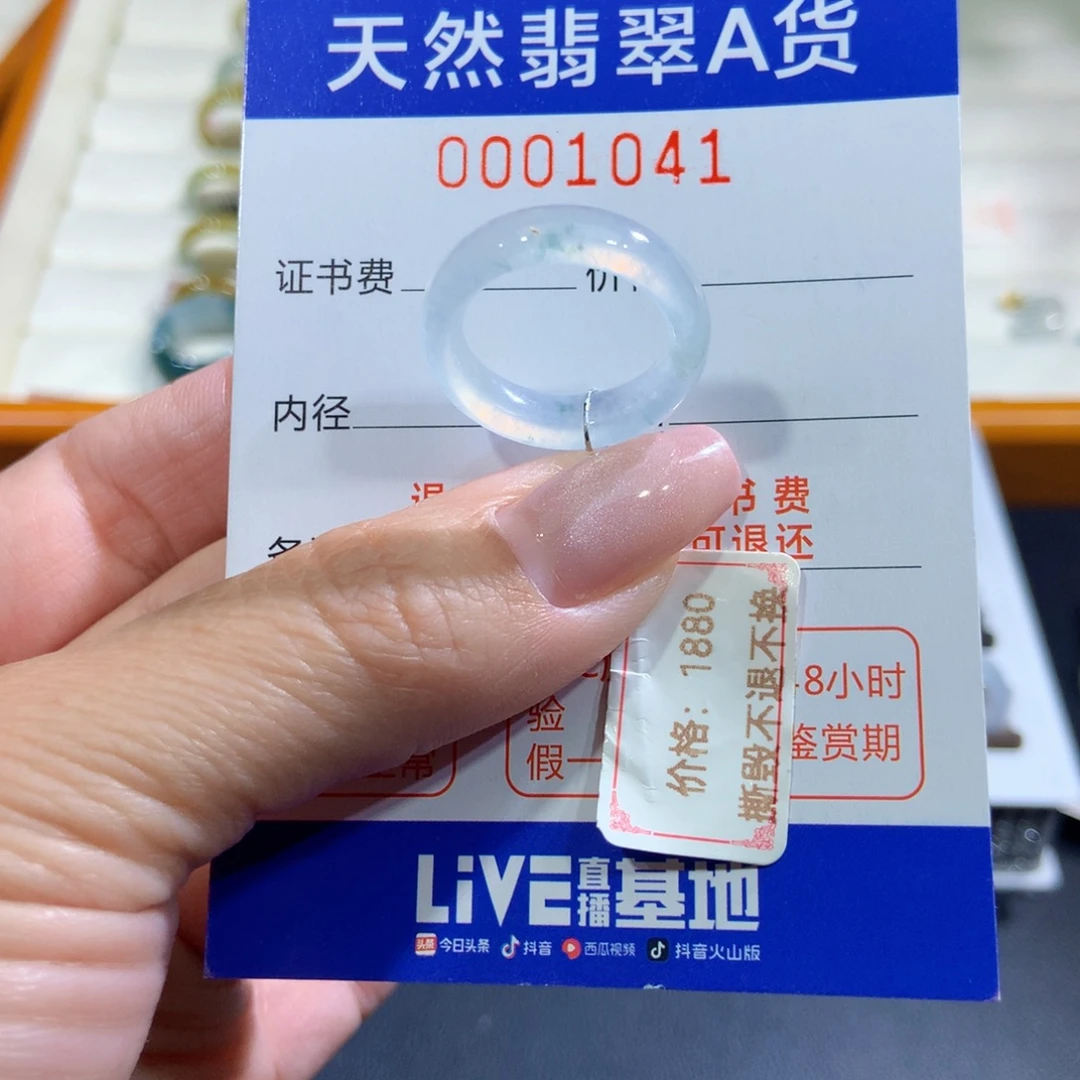 天然翡翠A货
0001041
证书费
内径
书费
可退还
价格：1880
撕毁不退不换
8小时
验
鉴赏期
假一
LiVE直播基地
头条 今日头条 抖音 西瓜视频 抖音火山版